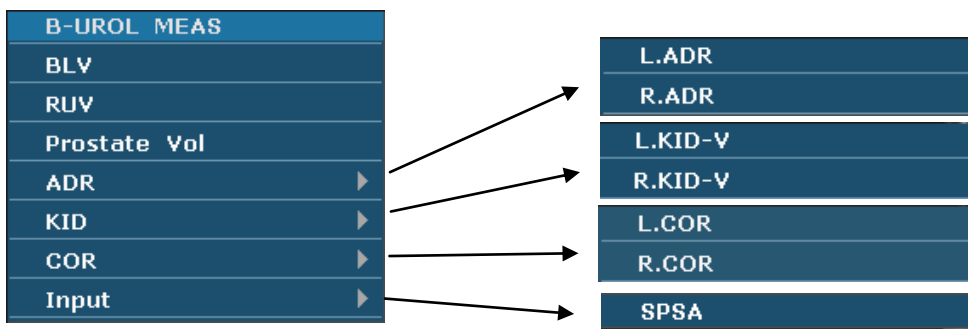 B-UROL MEAS
BLV
RUV
Prostate Vol
ADR
KID
COR
Input
L.ADR
R.ADR
L.KID-V
R.KID-V
L.COR
R.COR
SPSA